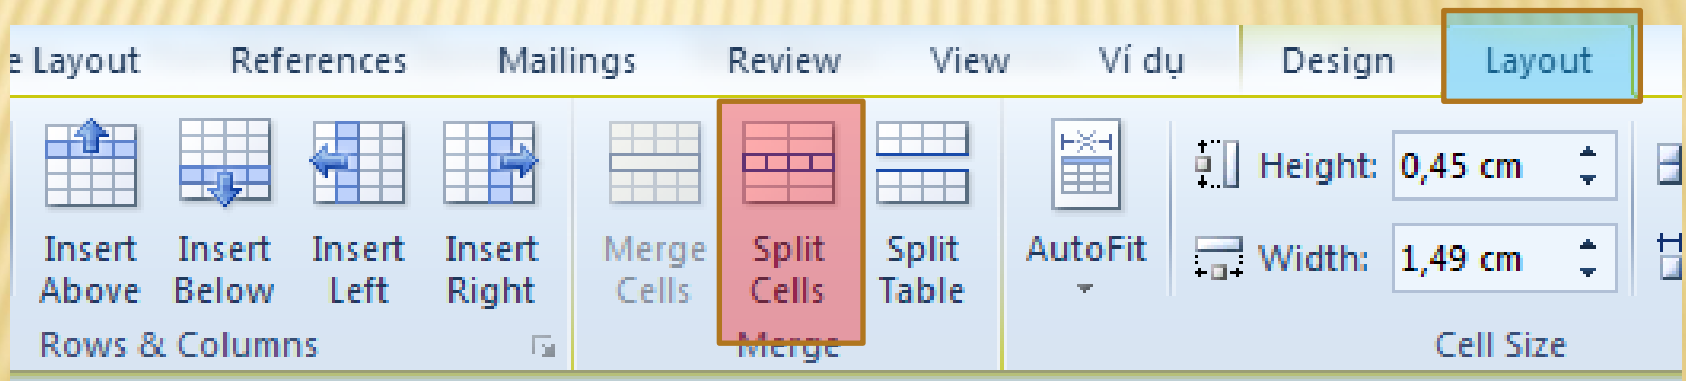 e Layout References Mailings Review View Ví dụ Design Layout
Insert Above
Insert Below
Insert Left
Insert Right
Merge Cells
Split Cells
Split Table
AutoFit
Height: 0,45 cm
Width: 1,49 cm
Rows & Columns Merge Cell Size